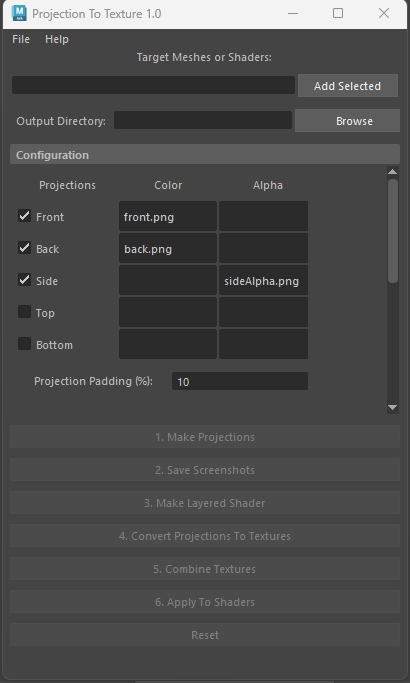 Projection To Texture 1.0
File Help
Target Meshes or Shaders:
Add Selected
Output Directory: Browse
Configuration
Projections Color Alpha
Front front.png
Back back.png
Side sideAlpha.png
Top
Bottom
Projection Padding (%): 10
1. Make Projections
2. Save Screenshots
3. Make Layered Shader
4. Convert Projections To Textures
5. Combine Textures
6. Apply To Shaders
Reset